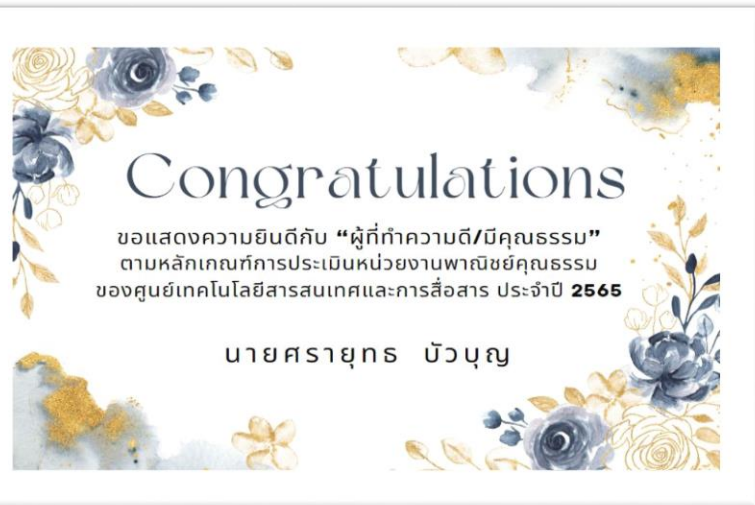 Congratulations
ขอแสดงความยินดีกับ “ผู้ที่ทำความดี/มีคุณธรรม”
ตามหลักเกณฑ์การประเมินหน่วยงานพาณิชย์คุณธรรม
ของศูนย์เทคโนโลยีสารสนเทศและการสื่อสาร ประจำปี 2565
นายศรายุทธ บัวบุญ